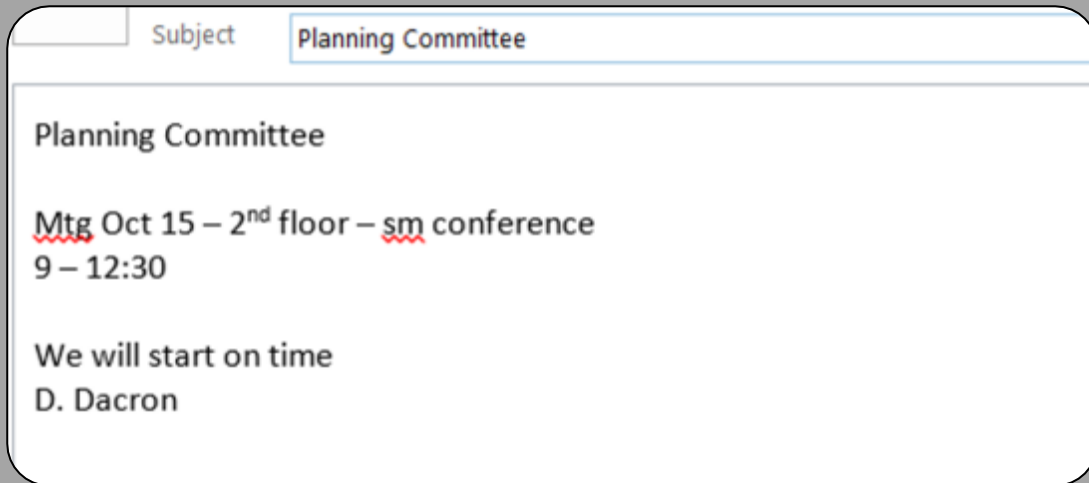 Subject Planning Committee
Planning Committee
Mtg Oct 15 – 2nd floor – sm conference
9 – 12:30
We will start on time
D. Dacron